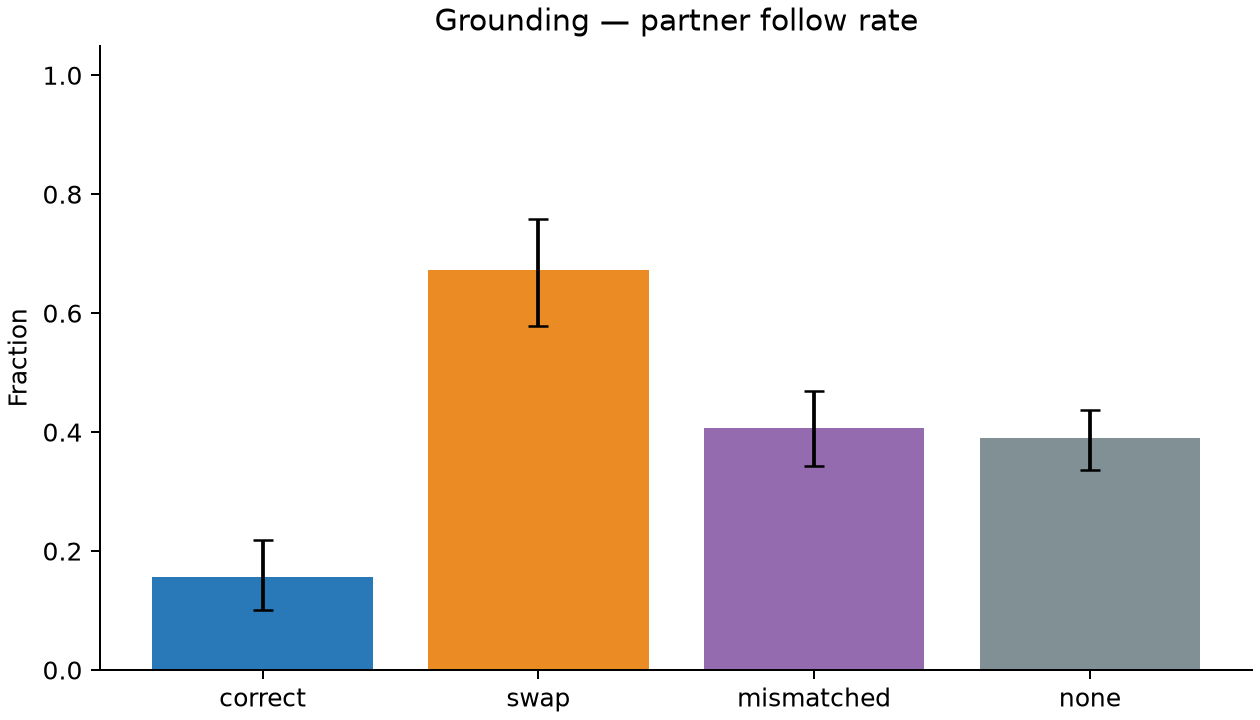 Grounding — partner follow rate
Fraction
1.0
0.8
0.6
0.4
0.2
0.0
correct
swap
mismatched
none